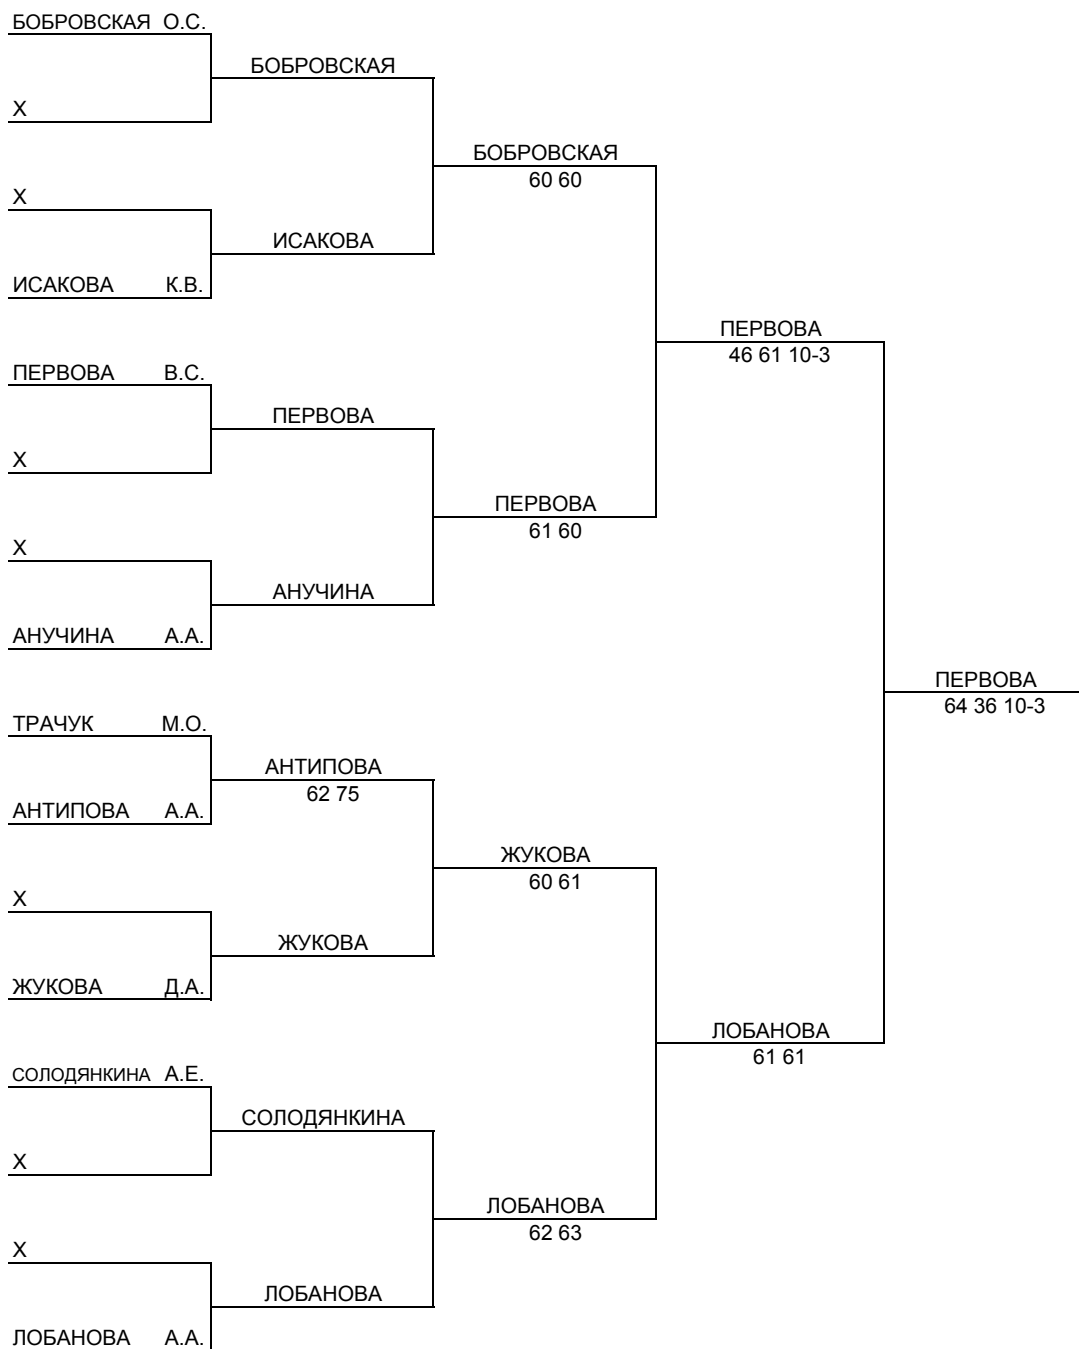 БОБРОВСКАЯ О.С.
БОБРОВСКАЯ
X
БОБРОВСКАЯ
60 60
X
ИСАКОВА
ИСАКОВА К.В.
ПЕРВОВА
46 61 10-3
ПЕРВОВА В.С.
ПЕРВОВА
X
ПЕРВОВА
61 60
X
АНУЧИНА
АНУЧИНА А.А.
ПЕРВОВА
64 36 10-3
ТРАЧУК М.О.
АНТИПОВА
62 75
АНТИПОВА А.А.
ЖУКОВА
60 61
X
ЖУКОВА
ЖУКОВА Д.А.
ЛОБАНОВА
61 61
СОЛОДЯНКИНА А.Е.
СОЛОДЯНКИНА
X
ЛОБАНОВА
62 63
X
ЛОБАНОВА
ЛОБАНОВА А.А.